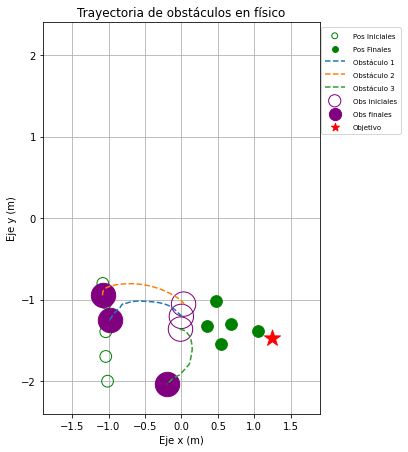 Trayectoria de obstáculos en físico
Pos Iniciales
Pos Finales
Obstáculo 1
Obstáculo 2
Obstáculo 3
Obs Iniciales
Obs finales
Objetivo
Eje y (m)
2
1
0
−1
−2
−1.5 −1.0 −0.5 0.0 0.5 1.0 1.5
Eje x (m)